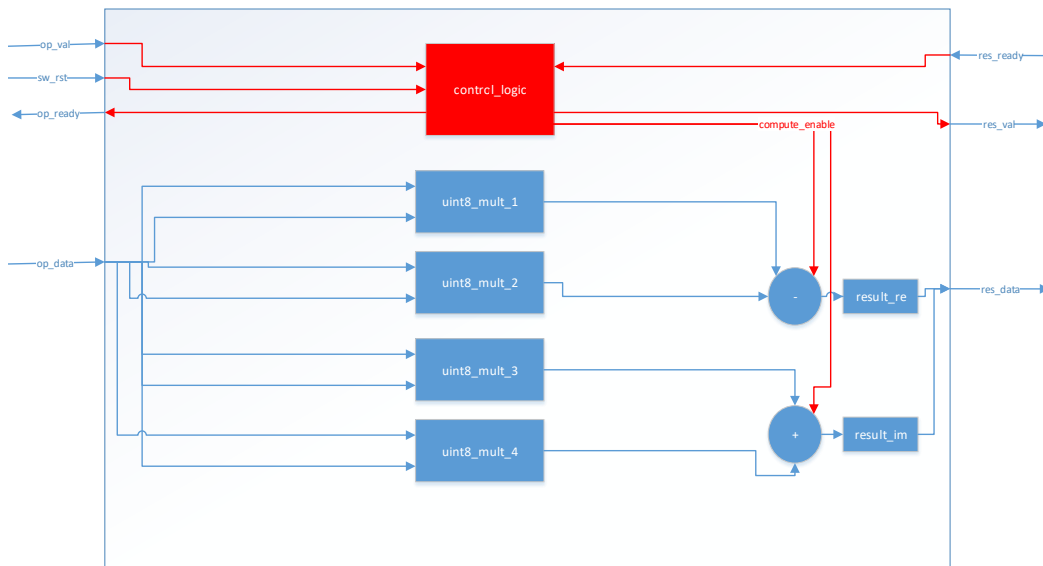 op_val
res_ready
sw_rst
control_logic
op_ready
compute_enable
res_val
uint8_mult_1
op_data
uint8_mult_2
-
result_re
res_data
uint8_mult_3
+
result_im
uint8_mult_4